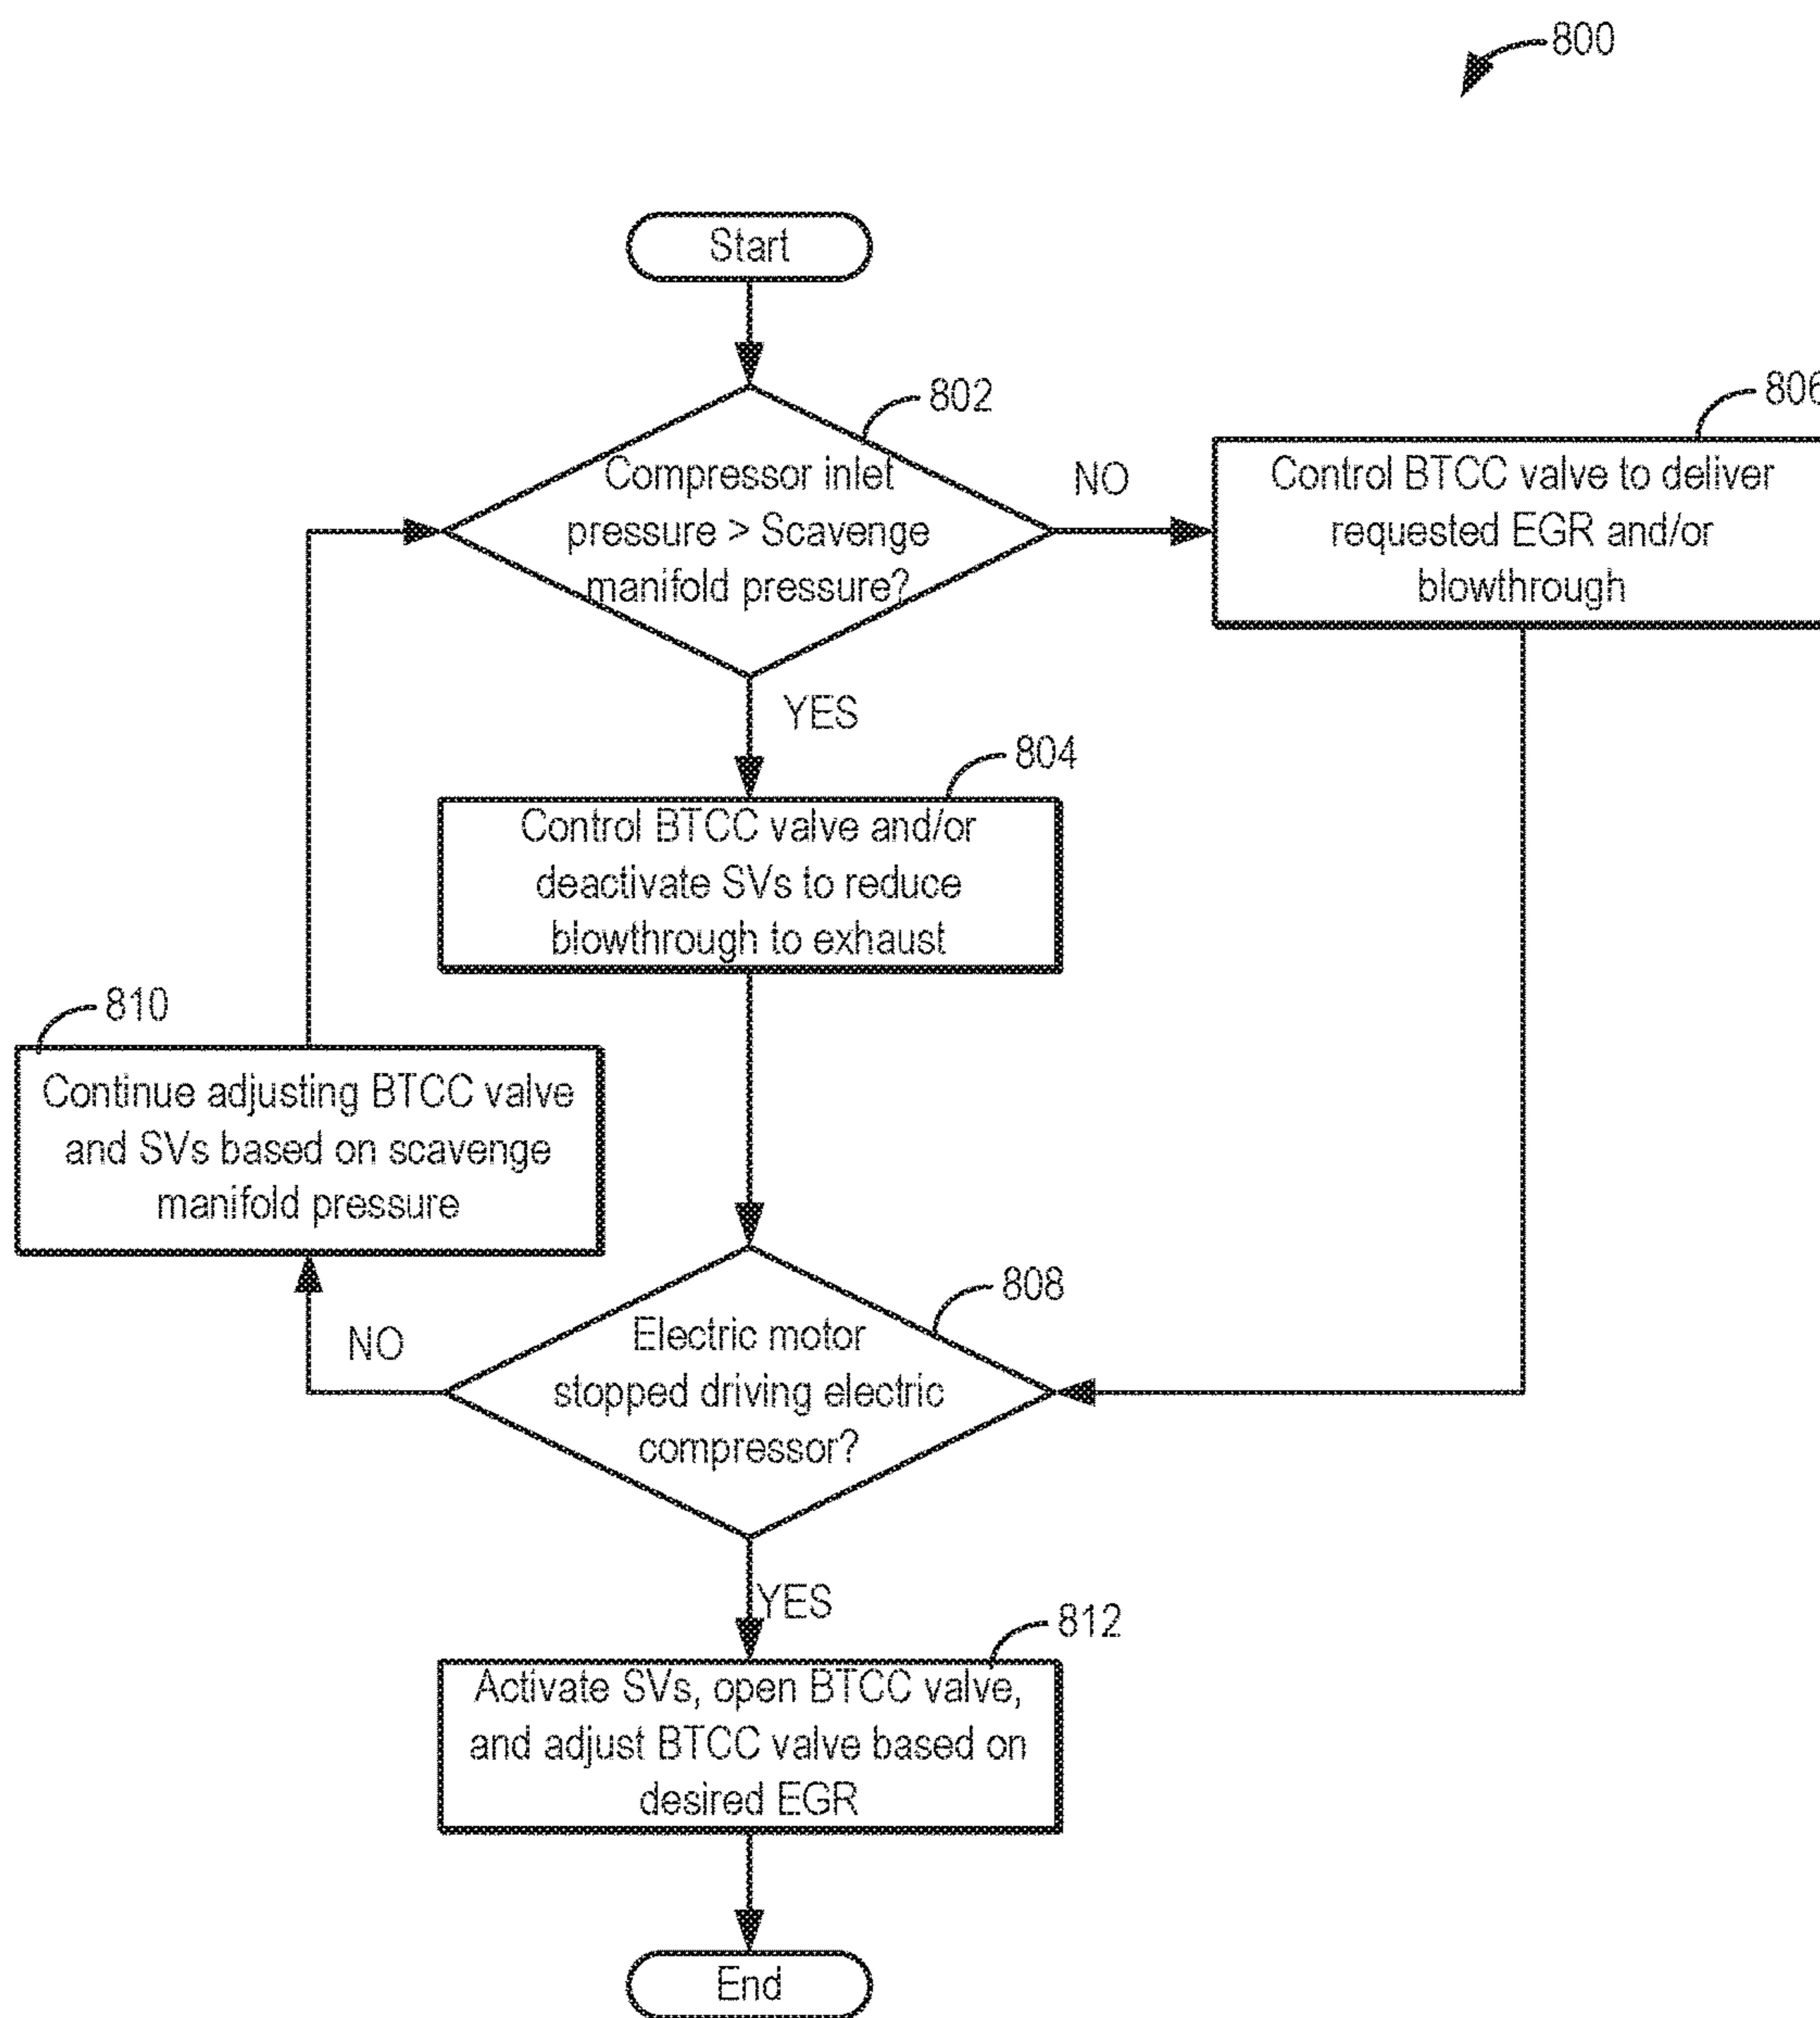 800
Start
802
Compressor inlet
pressure > Scavenge
manifold pressure?
NO
806
Control BTCC valve to deliver
requested EGR and/or
blowthrough
YES
804
Control BTCC valve and/or
deactivate SVs to reduce
blowthrough to exhaust
810
Continue adjusting BTCC valve
and SVs based on scavenge
manifold pressure
808
Electric motor
stopped driving electric
compressor?
NO
YES
812
Activate SVs, open BTCC valve,
and adjust BTCC valve based on
desired EGR
End